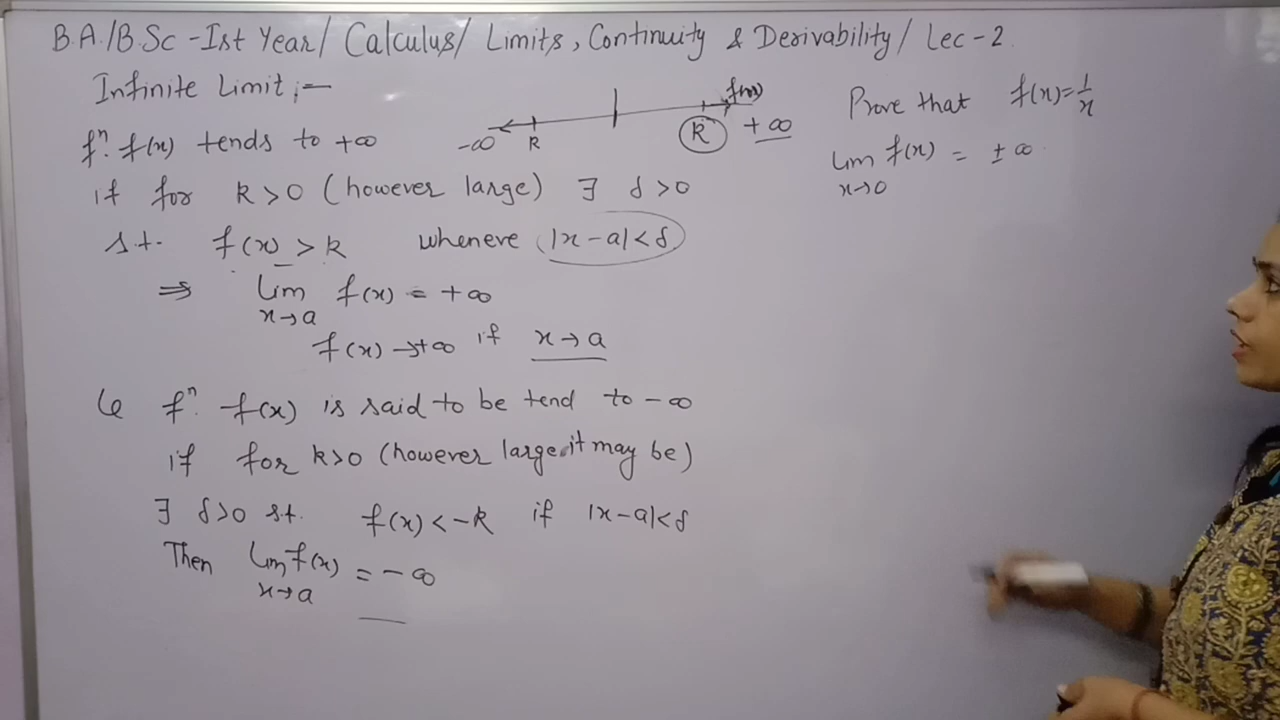 B.A./B.Sc - Ist Year/ Calculus/ Limits, Continuity & Derivability/ Lec-2.
Infinite Limit :-
fⁿ. f(x) tends to +∞
if for k>0 (however large) ∃ δ>0
s.t. f(x) > k whenere |x-a|<δ
⇒ lim f(x) = +∞
x→a
f(x) → +∞ if x→a
fⁿ. f(x) is said to be tend to -∞
if for k>0 (however large it may be)
∃ δ>0 s.t. f(x) < -k if |x-a|<δ
Then lim f(x) = -∞
x→a
-∞ k k +∞ f(x)
Prove that f(x) = 1/x
lim f(x) = ±∞
x→0